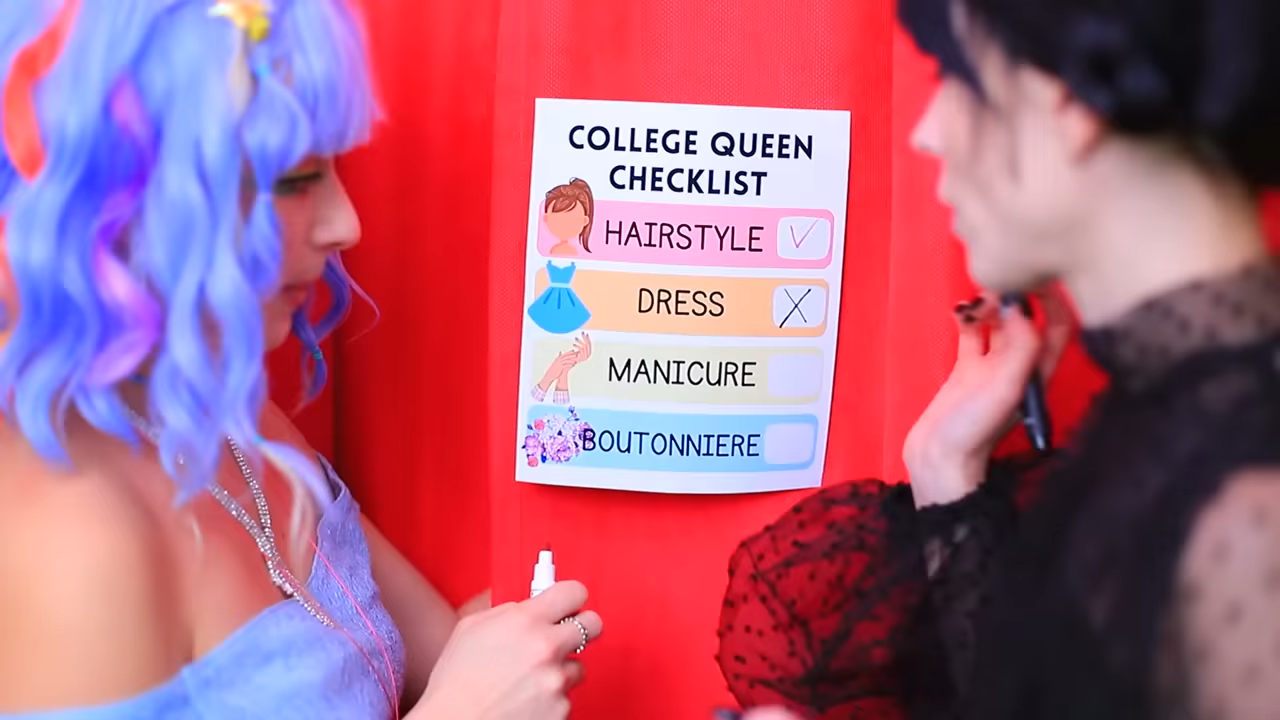 COLLEGE QUEEN
CHECKLIST
HAIRSTYLE
DRESS
MANICURE
BOUTONNIERE